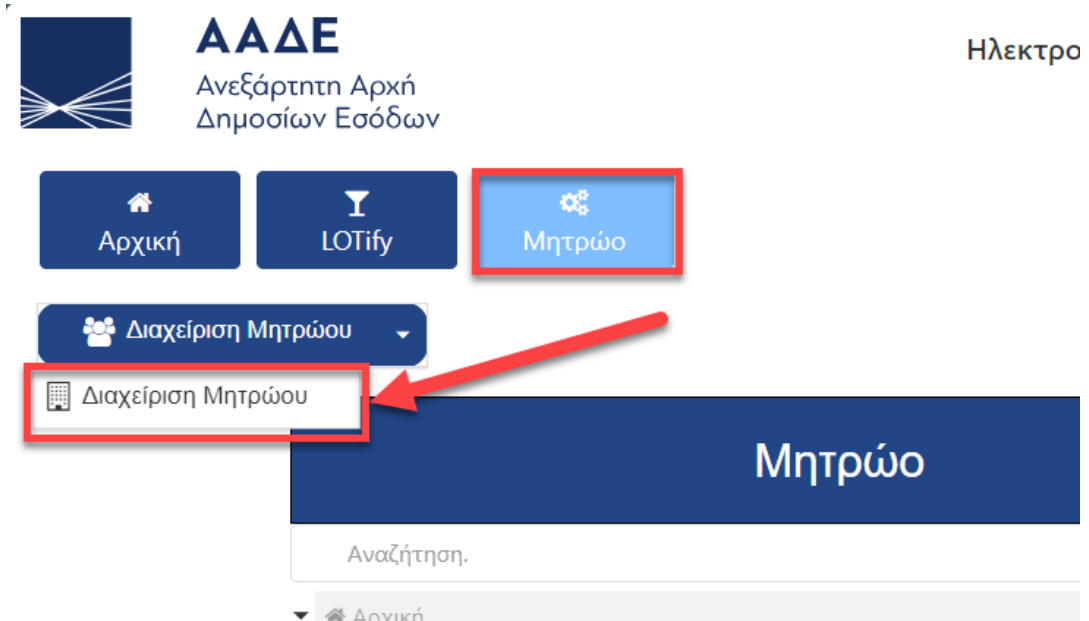 ΑΑΔΕ
Ανεξάρτητη Αρχή
Δημοσίων Εσόδων
Ηλεκτρο
Αρχική
LOTify
Μητρώο
Διαχείριση Μητρώου
Διαχείριση Μητρώου
Μητρώο
Αναζήτηση.
Αρχική